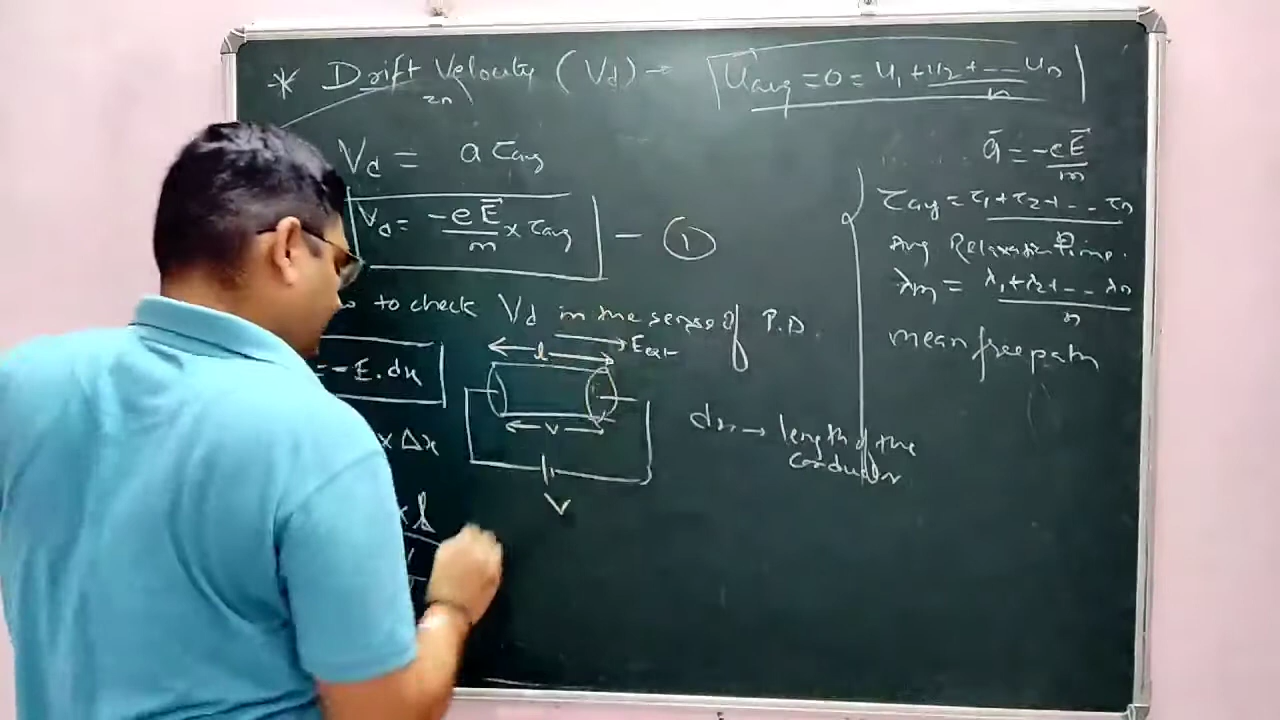 * Drift Velocity (Vd) → U⃗avg = 0 = u1 + u2 + ... un / n
Vd = a τavg
Vd = -eE⃗/m × τavg — ①
to check Vd in the sense of P.D.
= -E.dx
x Δx
x l
l
Eext
V
V
dx → length of the conductor
a⃗ = -eE⃗/m
τavg = τ1 + τ2 + ... τn
Avg Relaxation Time.
λm = λ1 + λ2 + ... λn / n
mean free path